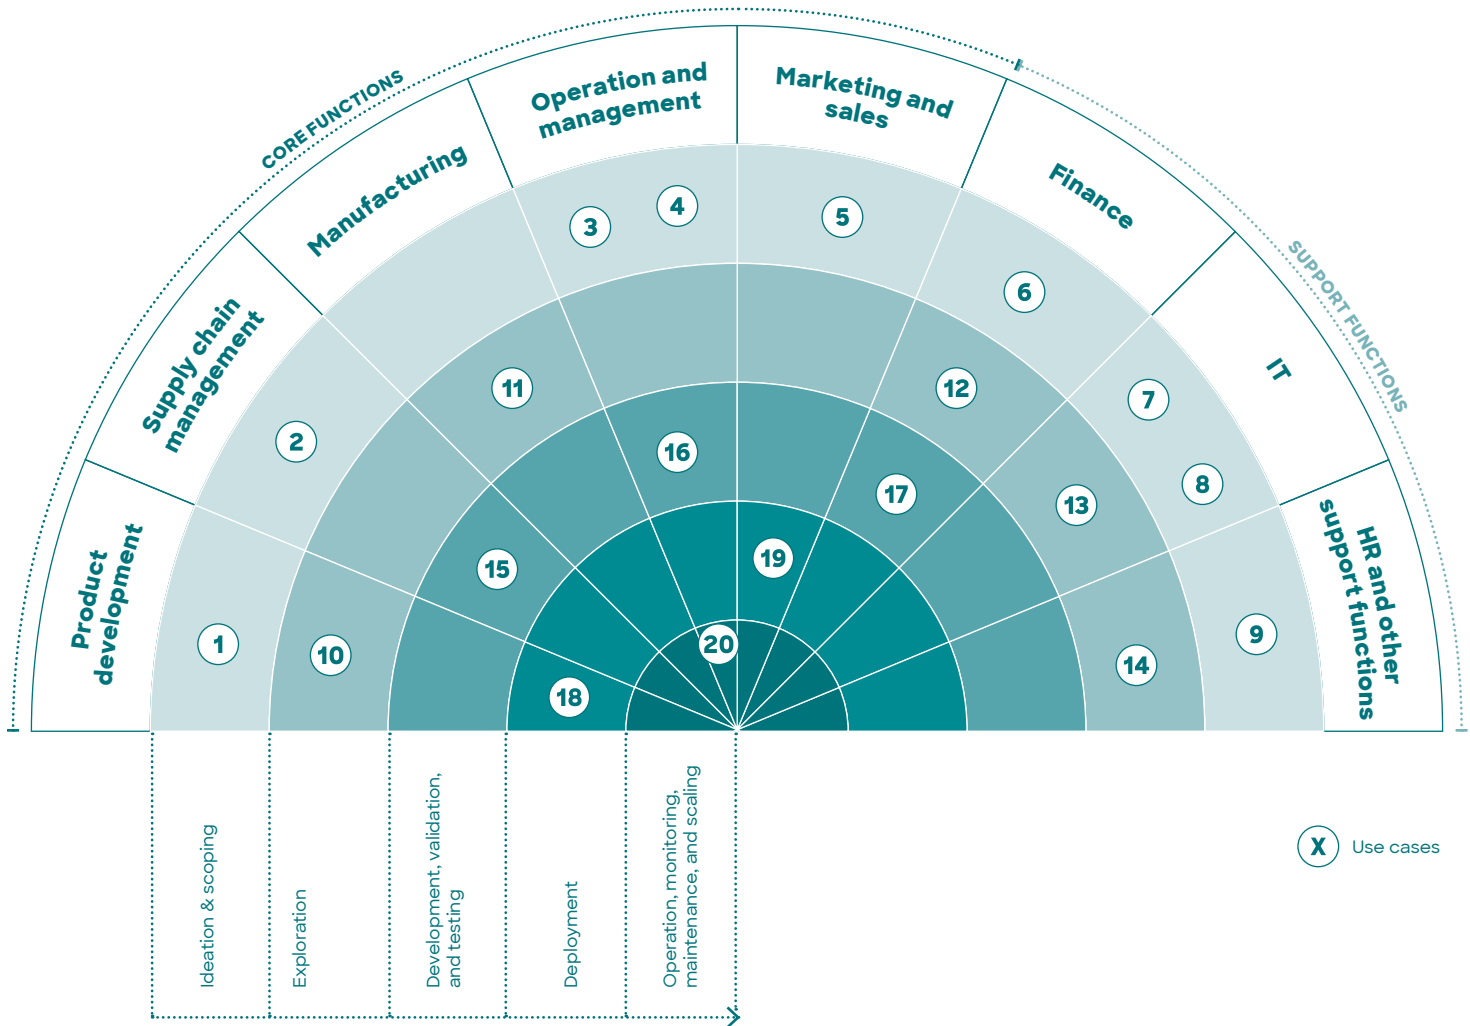 CORE FUNCTIONS
SUPPORT FUNCTIONS
Product
development
Supply chain
management
Manufacturing
Operation and
management
Marketing and
sales
Finance
IT
HR and other
support functions
1
2
3
4
5
6
7
8
9
10
11
12
13
14
15
16
17
18
19
20
Ideation & scoping
Exploration
Development, validation,
and testing
Deployment
Operation, monitoring,
maintenance, and scaling
X Use cases